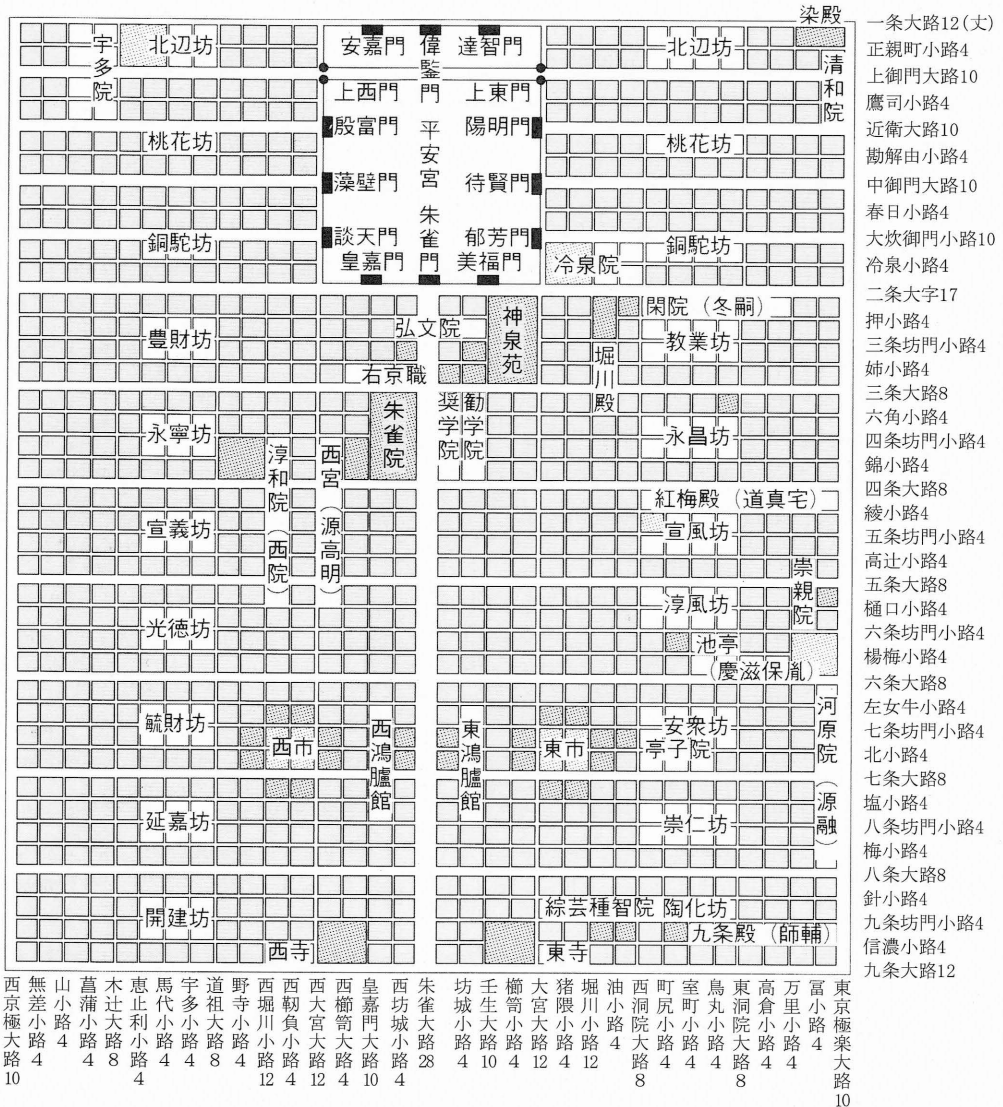 染殿
宇多院
北辺坊
安嘉門
偉鑒門
達智門
北辺坊
清和院
上西門
上東門
殷富門
平安宮
陽明門
桃花坊
桃花坊
藻壁門
待賢門
銅駝坊
談天門
朱雀門
郁芳門
銅駝坊
皇嘉門
美福門
冷泉院
豊財坊
弘文院
神泉苑
閑院(冬嗣)
教業坊
堀川殿
右京職
朱雀院
奨学院
勧学院
永寧坊
永昌坊
淳和院(西院)
西宮(源高明)
紅梅殿(道真宅)
宣義坊
宣風坊
崇親院
淳風坊
光徳坊
池亭
(慶滋保胤)
河原院(源融)
毓財坊
西市
西鴻臚館
東鴻臚館
東市
安衆坊
亭子院
延嘉坊
崇仁坊
開建坊
綜芸種智院
陶化坊
西寺
東寺
九条殿(師輔)
一条大路12(丈)
正親町小路4
上御門大路10
鷹司小路4
近衛大路10
勘解由小路4
中御門大路10
春日小路4
大炊御門小路10
冷泉小路4
二条大字17
押小路4
三条坊門小路4
姉小路4
三条大路8
六角小路4
四条坊門小路4
錦小路4
四条大路8
綾小路4
五条坊門小路4
高辻小路4
五条大路8
樋口小路4
六条坊門小路4
楊梅小路4
六条大路8
左女牛小路4
七条坊門小路4
北小路4
七条大路8
塩小路4
八条坊門小路4
梅小路4
八条大路8
針小路4
九条坊門小路4
信濃小路4
九条大路12
西京極大路10
無差小路4
山小路4
菖蒲小路4
木辻大路8
恵止利小路4
馬代小路4
宇多小路4
道祖大路8
野寺小路4
西堀川小路12
西靭負小路4
西大宮大路12
西櫛笥大路4
皇嘉門大路10
西坊城小路4
朱雀大路28
坊城小路4
壬生大路10
櫛笥小路4
大宮大路12
猪隈小路4
堀川小路12
油小路4
西洞院大路8
町尻小路4
室町小路4
烏丸小路4
東洞院大路8
高倉小路4
万里小路4
冨小路4
東京極楽大路10